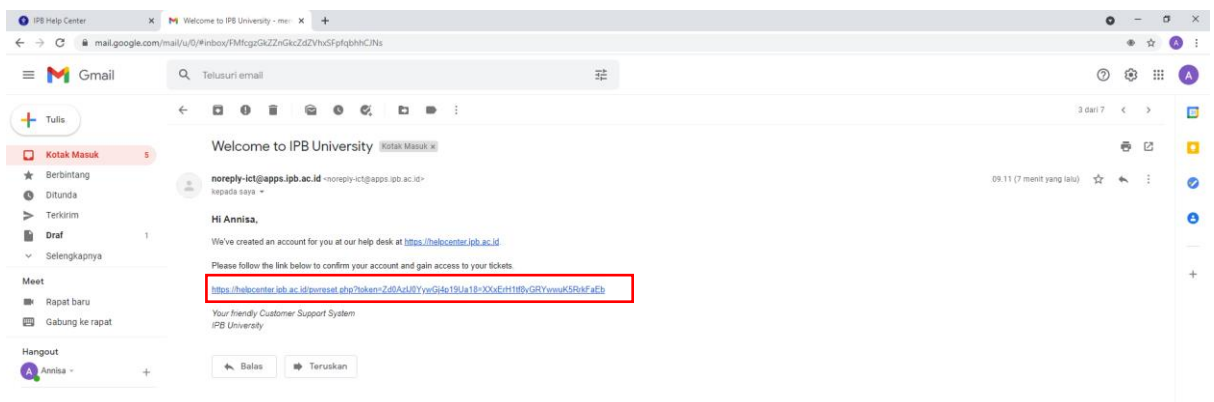 IPB Help Center
Welcome to IPB University - me
mail.google.com/mail/u/0/#inbox/FMfcgzGkZZnGkcZdZVhxSFpfqbhhCJNs
Gmail
Telusuri email
Tulis
3 dari 7
Kotak Masuk 5
Berbintang
Ditunda
Terkirim
Draf 1
Selengkapnya
Meet
Rapat baru
Gabung ke rapat
Hangout
Annisa
Welcome to IPB University Kotak Masuk x
noreply-ict@apps.ipb.ac.id <noreply-ict@apps.ipb.ac.id>
09.11 (7 menit yang lalu)
kepada saya
Hi Annisa,
We've created an account for you at our help desk at https://helpcenter.ipb.ac.id.
Please follow the link below to confirm your account and gain access to your tickets.
Your friendly Customer Support System
IPB University
Balas
Teruskan
A
A